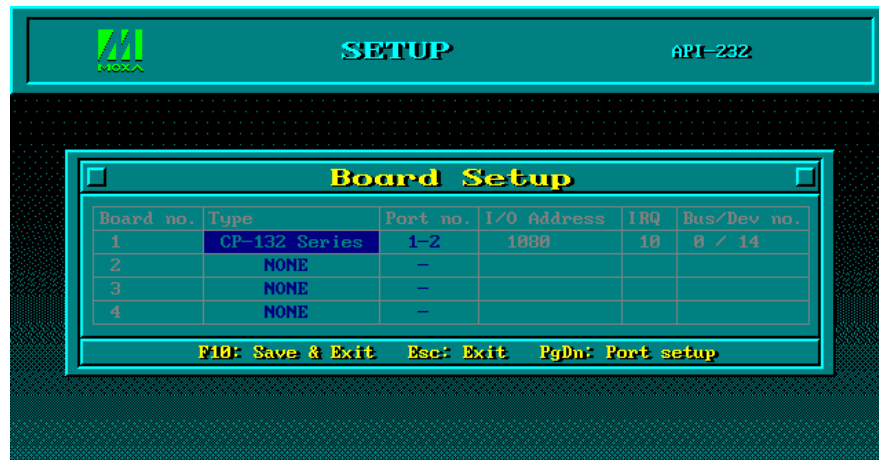 MOXA SETUP API-232
Board Setup
Board no. Type Port no. I/O Address IRQ Bus/Dev no.
1 CP-132 Series 1-2 1080 10 0 / 14
2 NONE -
3 NONE -
4 NONE -
F10: Save & Exit Esc: Exit PgDn: Port setup